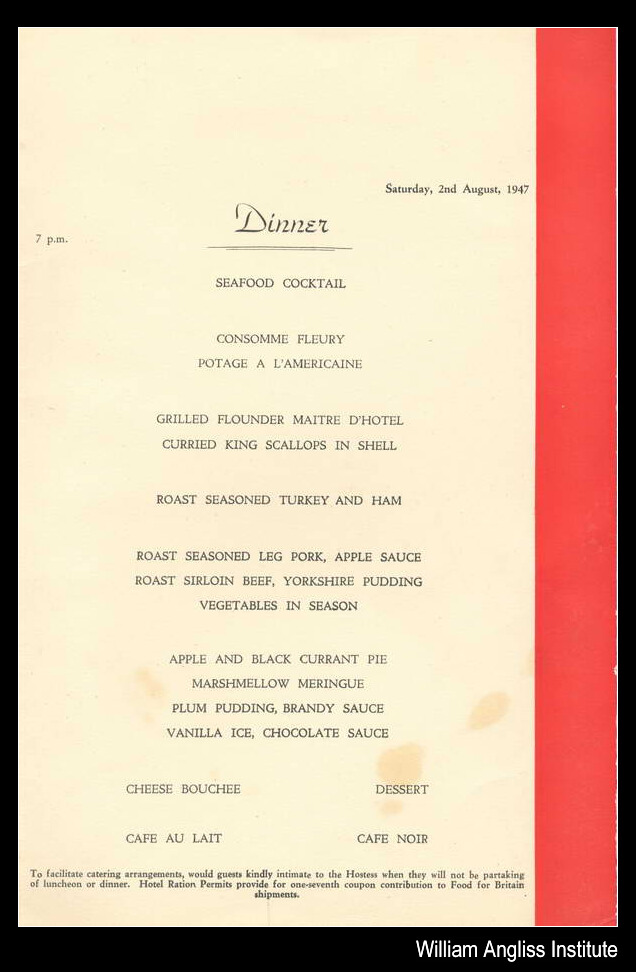 Saturday, 2nd August, 1947
Dinner
7 p.m.
SEAFOOD COCKTAIL
CONSOMME FLEURY
POTAGE A L'AMERICAINE
GRILLED FLOUNDER MAITRE D'HOTEL
CURRIED KING SCALLOPS IN SHELL
ROAST SEASONED TURKEY AND HAM
ROAST SEASONED LEG PORK, APPLE SAUCE
ROAST SIRLOIN BEEF, YORKSHIRE PUDDING
VEGETABLES IN SEASON
APPLE AND BLACK CURRANT PIE
MARSHMELLOW MERINGUE
PLUM PUDDING, BRANDY SAUCE
VANILLA ICE, CHOCOLATE SAUCE
CHEESE BOUCHEE DESSERT
CAFE AU LAIT CAFE NOIR
To facilitate catering arrangements, would guests kindly intimate to the Hostess when they will not be partaking
of luncheon or dinner. Hotel Ration Permits provide for one-seventh coupon contribution to Food for Britain
shipments.
William Angliss Institute